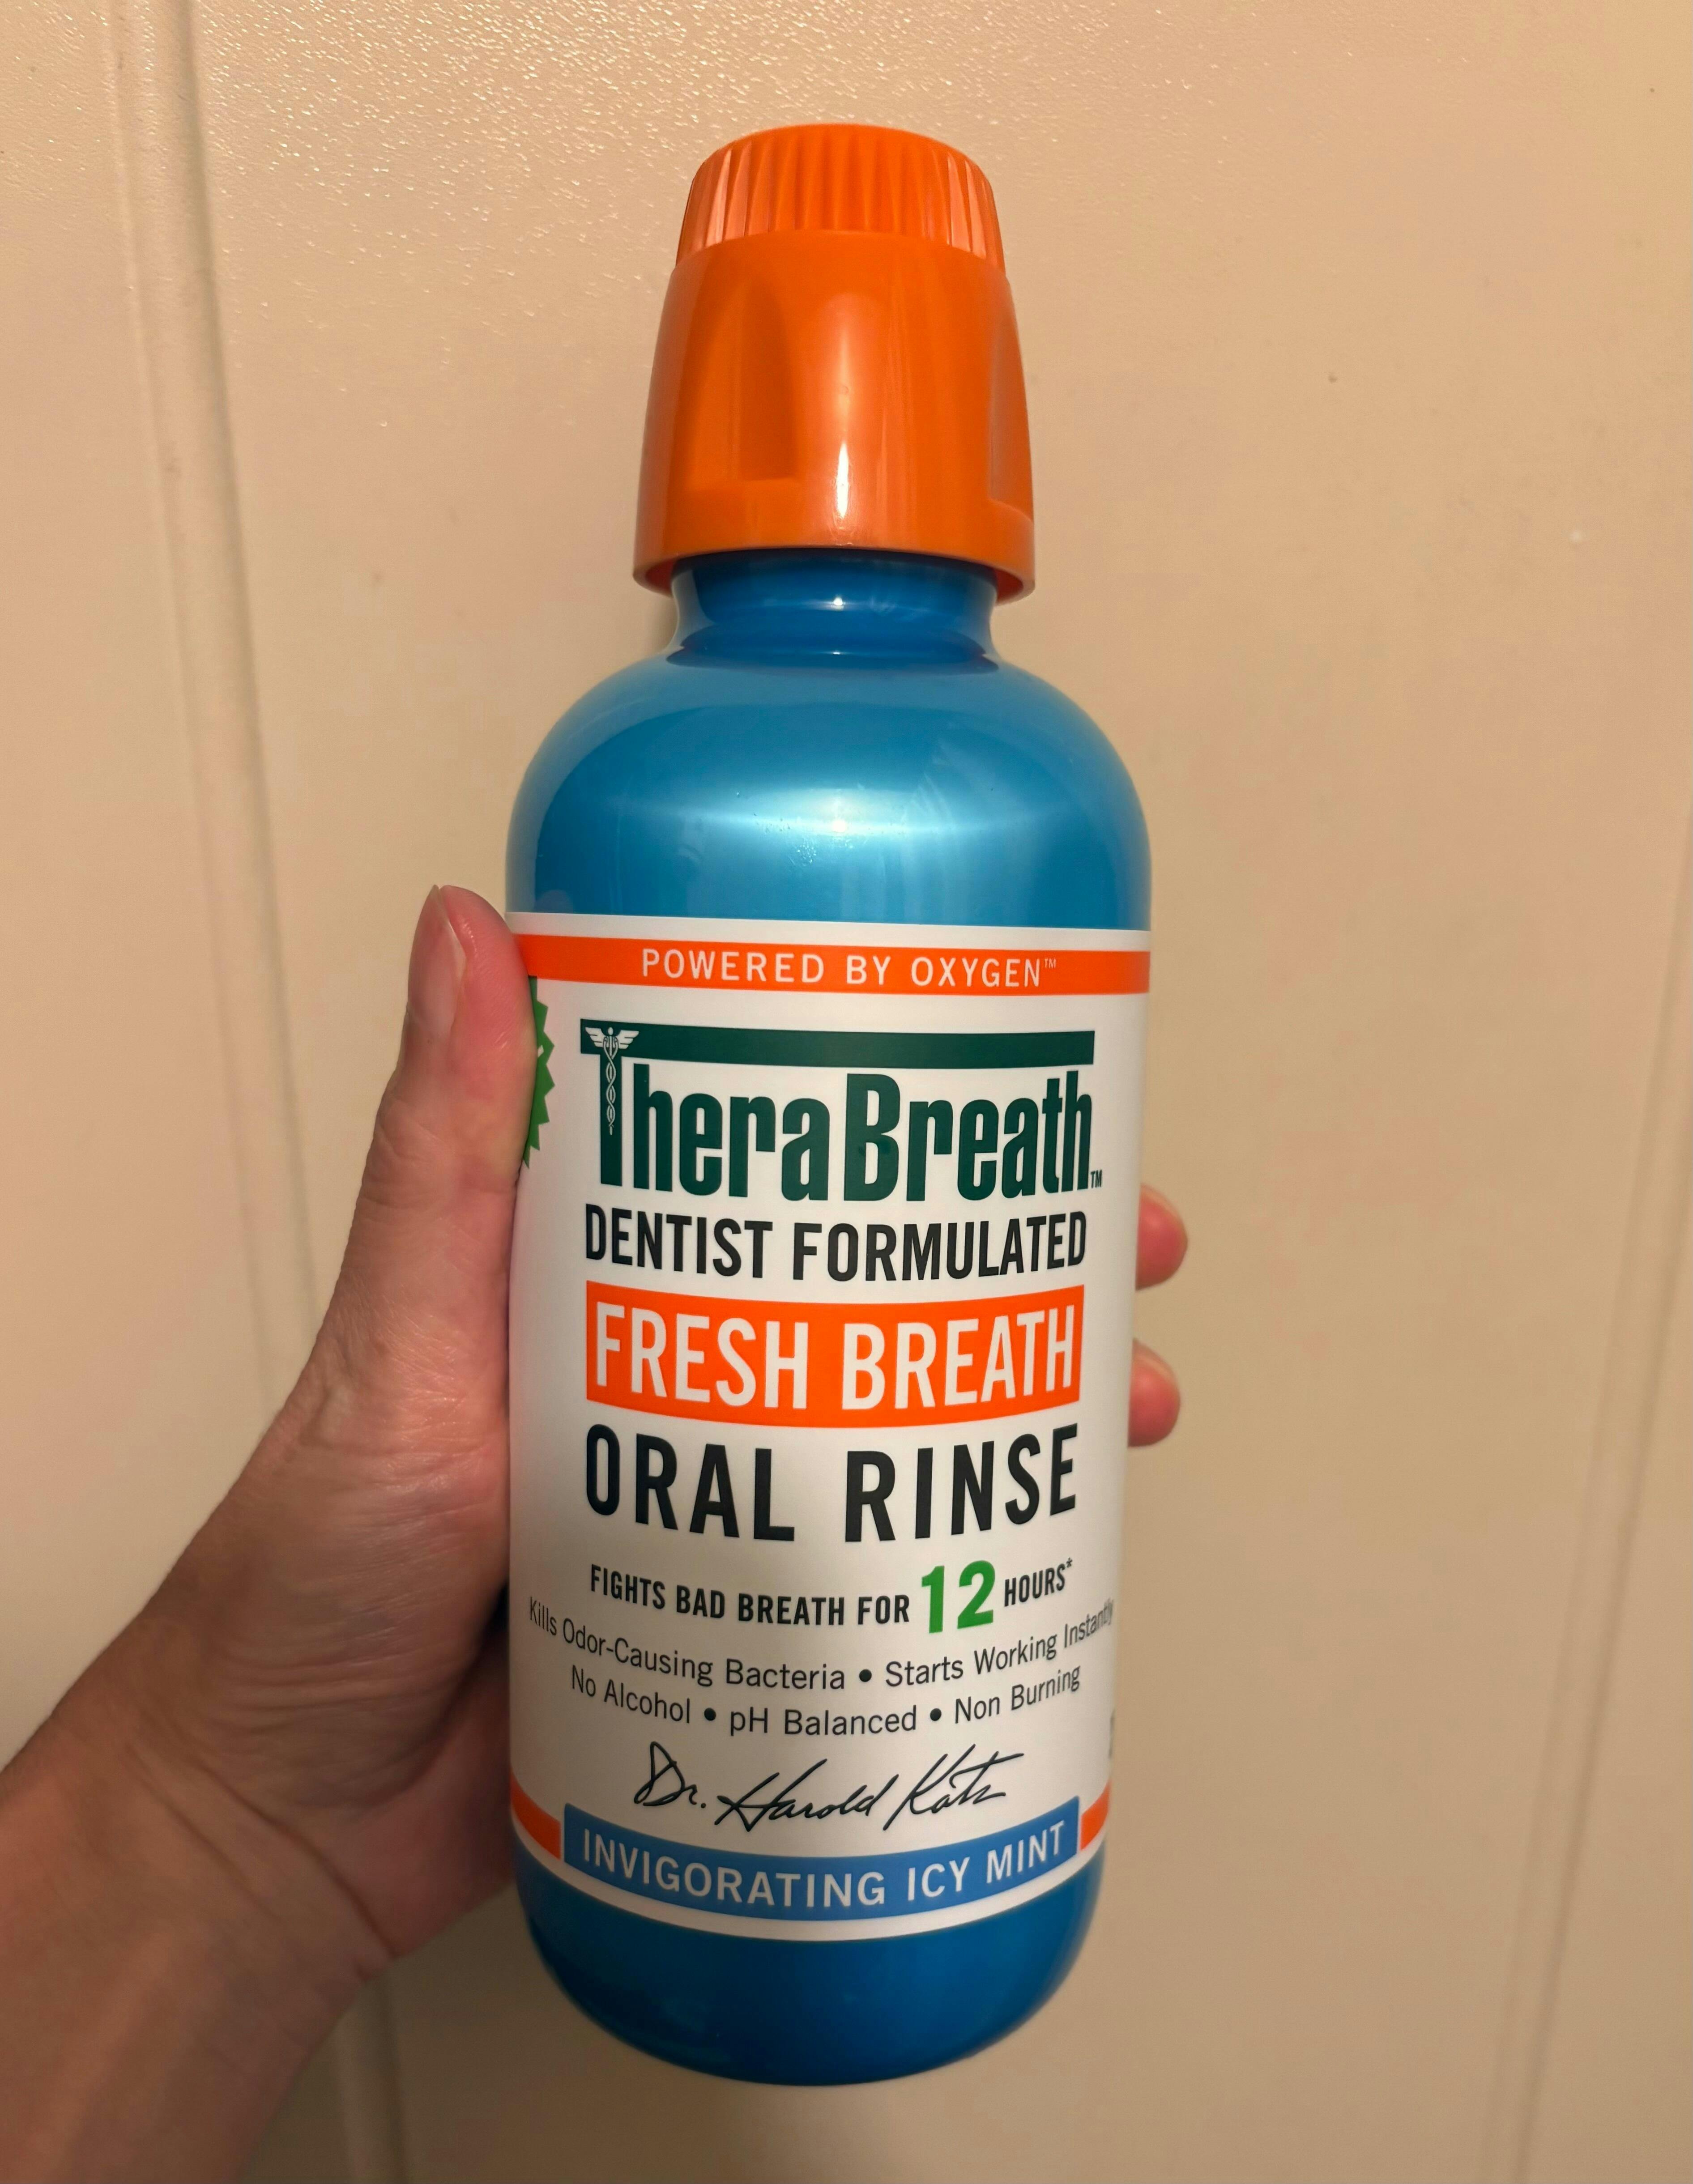 POWERED BY OXYGEN™
TheraBreath™
DENTIST FORMULATED
FRESH BREATH
ORAL RINSE
FIGHTS BAD BREATH FOR 12 HOURS*
Kills Odor-Causing Bacteria • Starts Working Instantly
No Alcohol • pH Balanced • Non Burning
Dr. Harold Katz
INVIGORATING ICY MINT